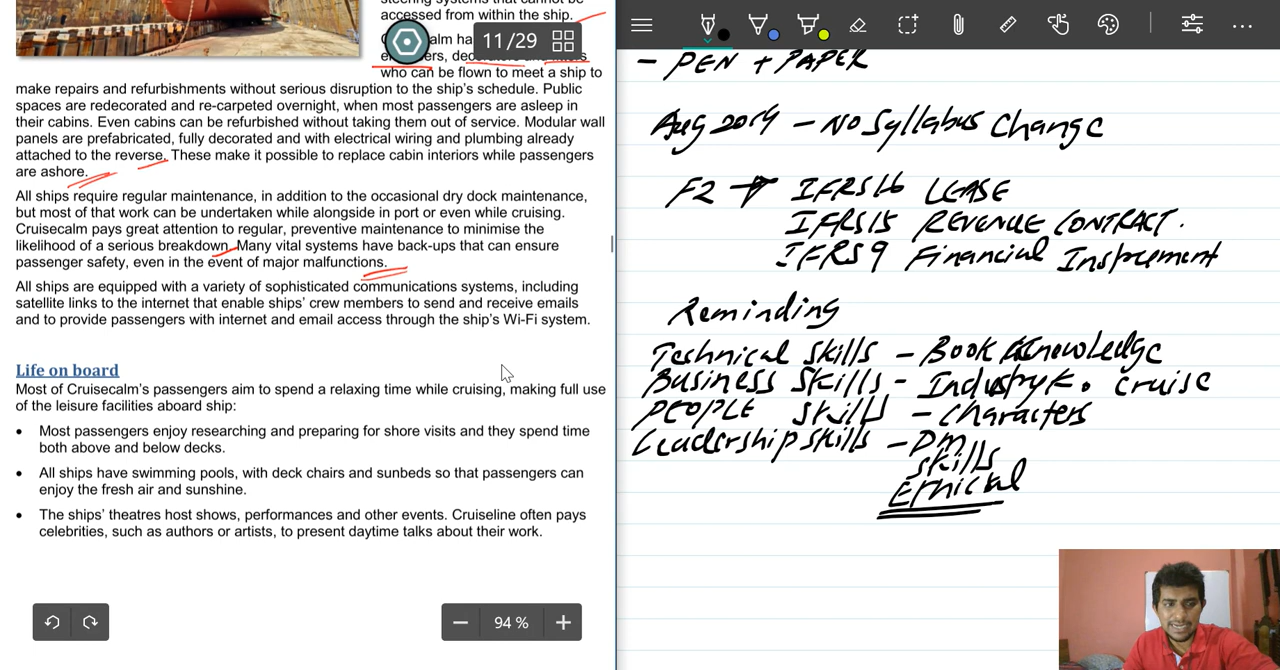 steering systems that cannot be
accessed from within the ship.
alm ha
11/29
ers, decorators and fitters
who can be flown to meet a ship to
make repairs and refurbishments without serious disruption to the ship's schedule. Public
spaces are redecorated and re-carpeted overnight, when most passengers are asleep in
their cabins. Even cabins can be refurbished without taking them out of service. Modular wall
panels are prefabricated, fully decorated and with electrical wiring and plumbing already
attached to the reverse. These make it possible to replace cabin interiors while passengers
are ashore.
All ships require regular maintenance, in addition to the occasional dry dock maintenance,
but most of that work can be undertaken while alongside in port or even while cruising.
Cruisecalm pays great attention to regular, preventive maintenance to minimise the
likelihood of a serious breakdown. Many vital systems have back-ups that can ensure
passenger safety, even in the event of major malfunctions.
All ships are equipped with a variety of sophisticated communications systems, including
satellite links to the internet that enable ships' crew members to send and receive emails
and to provide passengers with internet and email access through the ship's Wi-Fi system.
Life on board
Most of Cruisecalm's passengers aim to spend a relaxing time while cruising, making full use
of the leisure facilities aboard ship:
• Most passengers enjoy researching and preparing for shore visits and they spend time
both above and below decks.
• All ships have swimming pools, with deck chairs and sunbeds so that passengers can
enjoy the fresh air and sunshine.
• The ships' theatres host shows, performances and other events. Cruiseline often pays
celebrities, such as authors or artists, to present daytime talks about their work.
94 %
- PEN + PAPER
Aug 2019 - No Syllabus Change
F2 → IFRS16 LEASE
IFRS15 REVENUE CONTRACT.
IFRS9 Financial Instrument
Reminding
Technical Skills - Book Knowledge
Business Skills - Industry K. cruise
PEOPLE Skills - characters
Leadership skills - DM
skills
Ethical